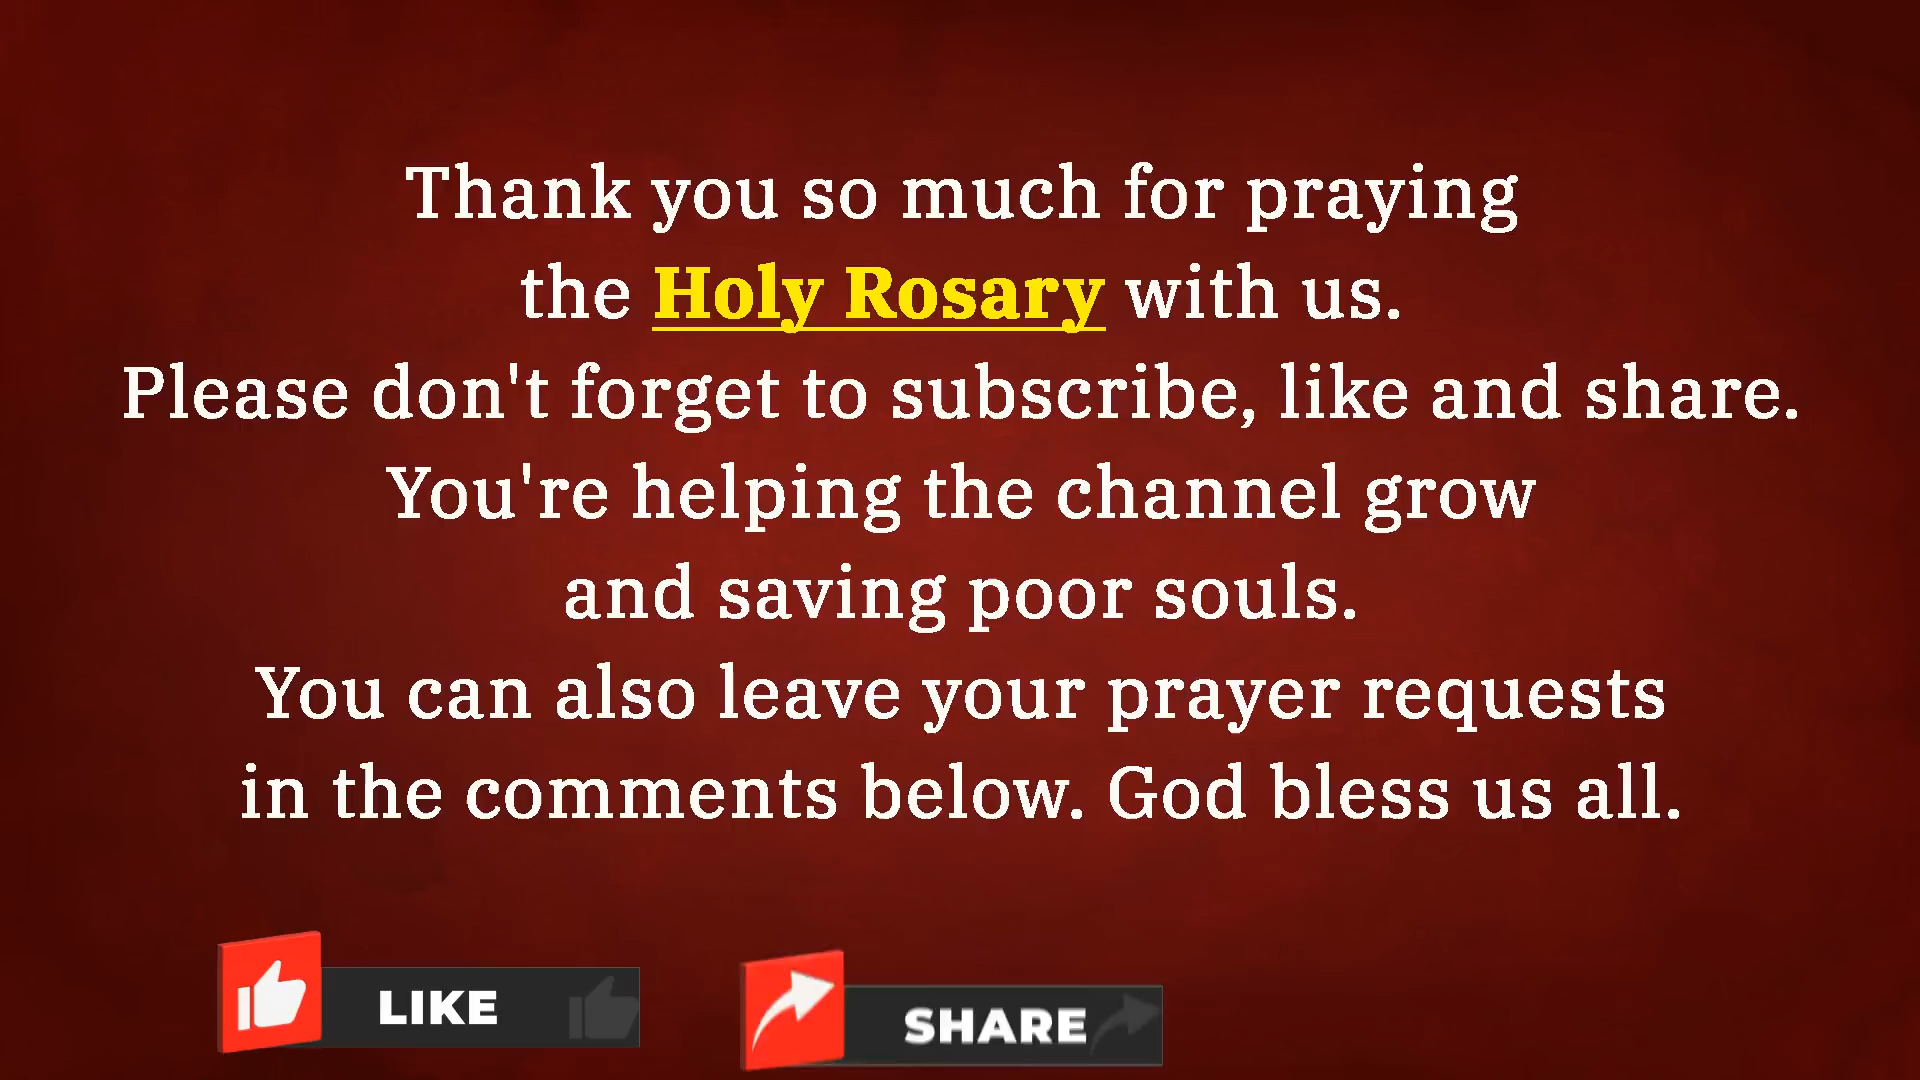 Thank you so much for praying
the Holy Rosary with us.
Please don't forget to subscribe, like and share.
You're helping the channel grow
and saving poor souls.
You can also leave your prayer requests
in the comments below. God bless us all.
LIKE
SHARE